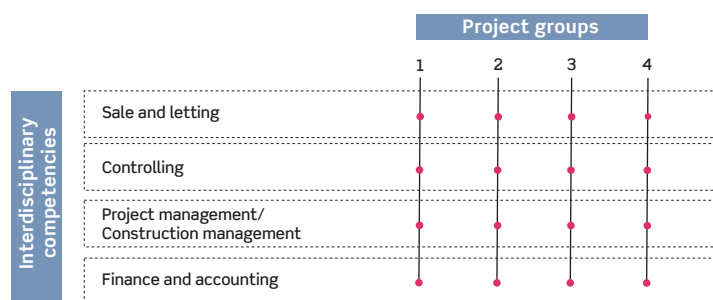 Project groups
1 2 3 4
Interdisciplinary
competencies
Sale and letting
Controlling
Project management/
Construction management
Finance and accounting